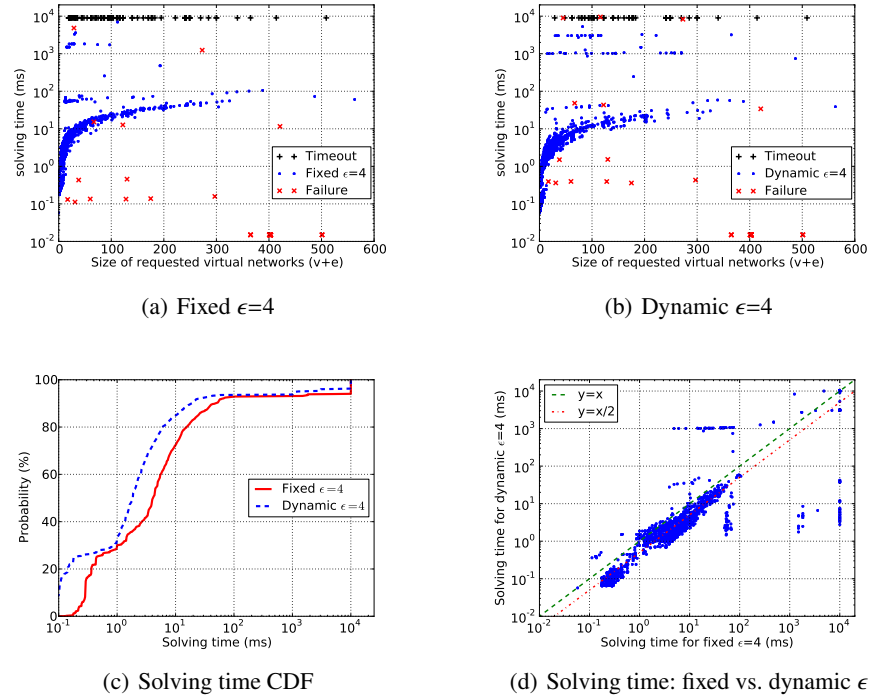 solving time (ms)
10^4
10^3
10^2
10^1
10^0
10^-1
10^-2
0 100 200 300 400 500 600
Size of requested virtual networks (v+e)
Timeout
Fixed ϵ=4
Failure
(a) Fixed ϵ=4
solving time (ms)
10^4
10^3
10^2
10^1
10^0
10^-1
10^-2
0 100 200 300 400 500 600
Size of requested virtual networks (v+e)
Timeout
Dynamic ϵ=4
Failure
(b) Dynamic ϵ=4
Probability (%)
100
80
60
40
20
0
10^-1 10^0 10^1 10^2 10^3 10^4
Solving time (ms)
Fixed ϵ=4
Dynamic ϵ=4
(c) Solving time CDF
Solving time for dynamic ϵ=4 (ms)
10^4
10^3
10^2
10^1
10^0
10^-1
10^-2
10^-2 10^-1 10^0 10^1 10^2 10^3 10^4
Solving time for fixed ϵ=4 (ms)
y=x
y=x/2
(d) Solving time: fixed vs. dynamic ϵ